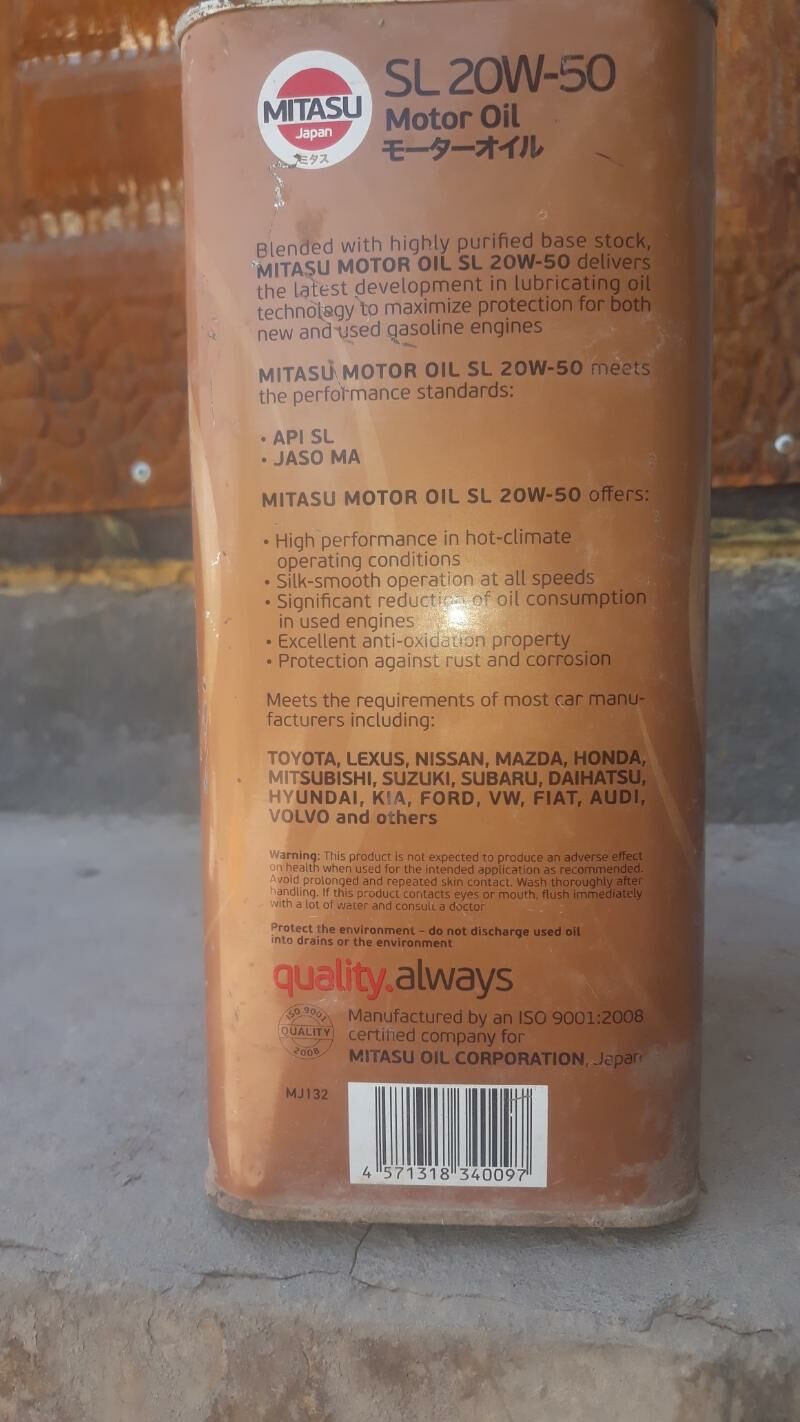 MITASU
Japan
ミタス
SL 20W-50
Motor Oil
モーターオイル
Blended with highly purified base stock,
MITASU MOTOR OIL SL 20W-50 delivers
the latest development in lubricating oil
technology to maximize protection for both
new and used gasoline engines
MITASU MOTOR OIL SL 20W-50 meets
the performance standards:
• API SL
• JASO MA
MITASU MOTOR OIL SL 20W-50 offers:
• High performance in hot-climate
operating conditions
• Silk-smooth operation at all speeds
• Significant reduction of oil consumption
in used engines
• Excellent anti-oxidation property
• Protection against rust and corrosion
Meets the requirements of most car manu-
facturers including:
TOYOTA, LEXUS, NISSAN, MAZDA, HONDA,
MITSUBISHI, SUZUKI, SUBARU, DAIHATSU,
HYUNDAI, KIA, FORD, VW, FIAT, AUDI,
VOLVO and others
Warning: This product is not expected to produce an adverse effect
on health when used for the intended application as recommended.
Avoid prolonged and repeated skin contact. Wash thoroughly after
handling. If this product contacts eyes or mouth, flush immediately
with a lot of water and consult a doctor
Protect the environment – do not discharge used oil
into drains or the environment
quality.always
ISO 9001
QUALITY
2008
Manufactured by an ISO 9001:2008
certified company for
MITASU OIL CORPORATION, Japan
MJ132
4 571318 340097